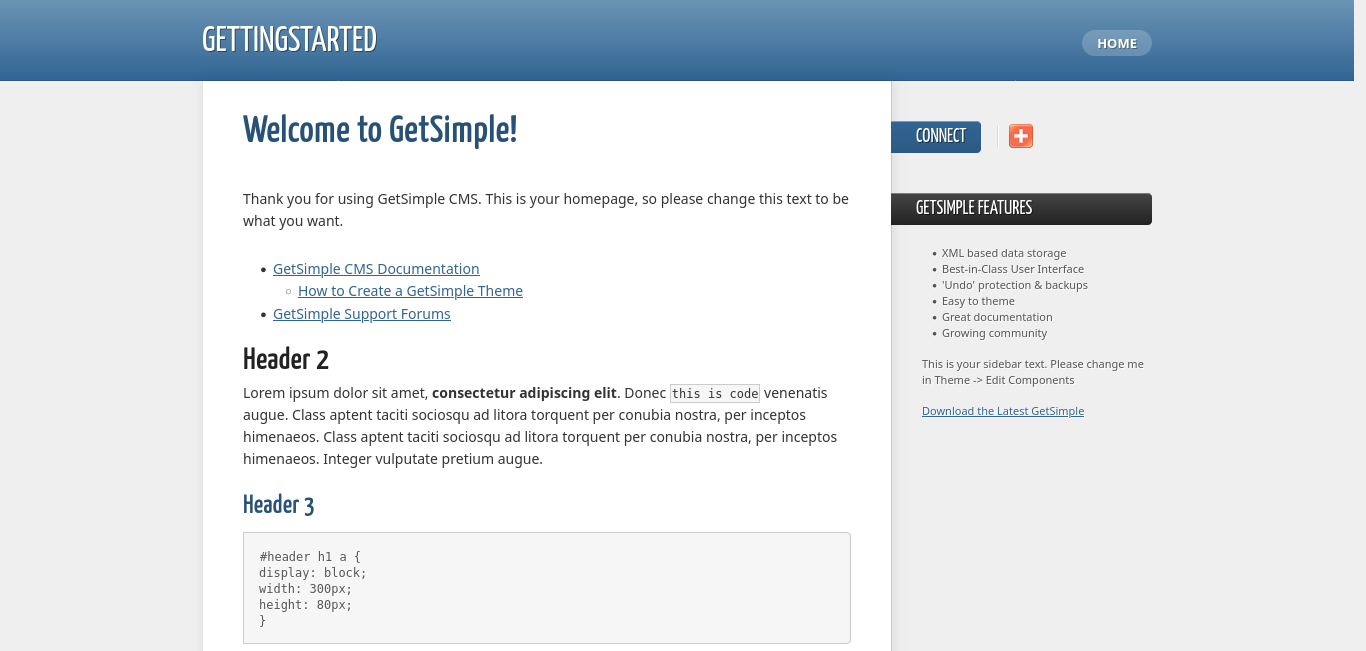 GETTINGSTARTED
HOME
Welcome to GetSimple!
Thank you for using GetSimple CMS. This is your homepage, so please change this text to be
what you want.
GetSimple CMS Documentation
How to Create a GetSimple Theme
GetSimple Support Forums
Header 2
Lorem ipsum dolor sit amet, consectetur adipiscing elit. Donec this is code venenatis
augue. Class aptent taciti sociosqu ad litora torquent per conubia nostra, per inceptos
himenaeos. Class aptent taciti sociosqu ad litora torquent per conubia nostra, per inceptos
himenaeos. Integer vulputate pretium augue.
Header 3
#header h1 a {
display: block;
width: 300px;
height: 80px;
}
CONNECT
GETSIMPLE FEATURES
XML based data storage
Best-in-Class User Interface
'Undo' protection & backups
Easy to theme
Great documentation
Growing community
This is your sidebar text. Please change me
in Theme -> Edit Components
Download the Latest GetSimple